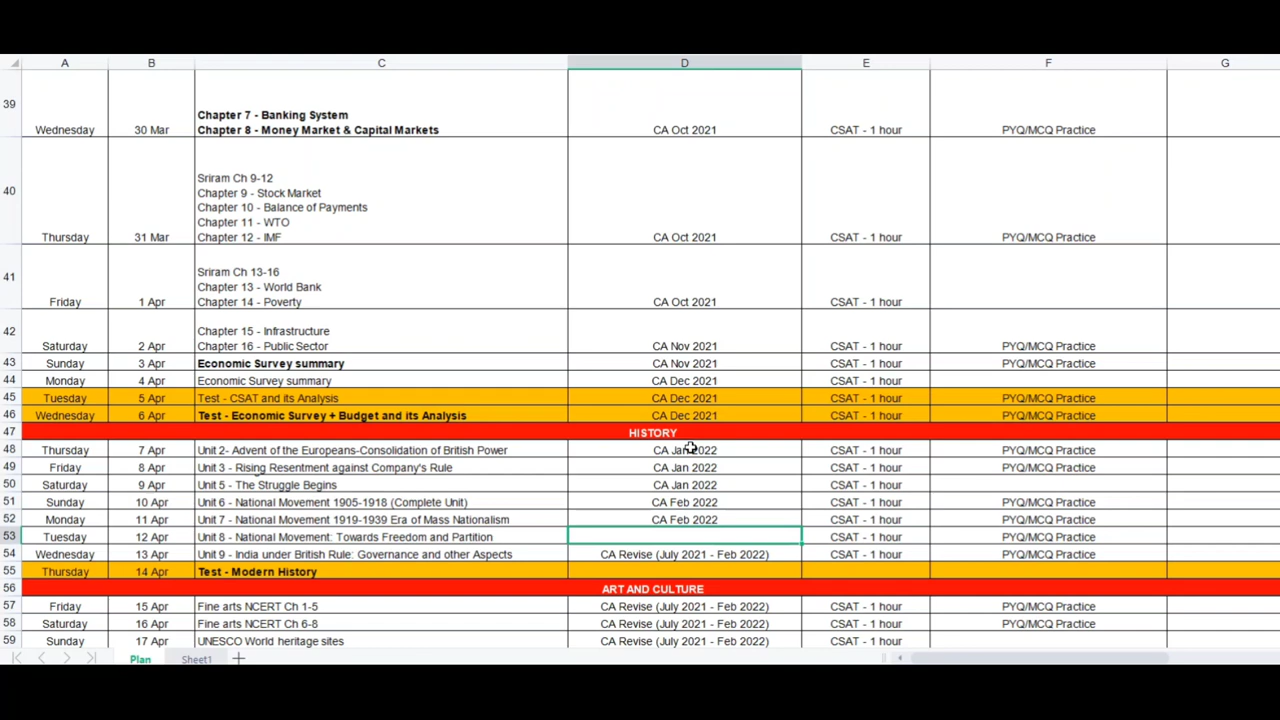 A B C D E F G
39
Chapter 7 - Banking System
Wednesday 30 Mar Chapter 8 - Money Market & Capital Markets CA Oct 2021 CSAT - 1 hour PYQ/MCQ Practice
Sriram Ch 9-12
40 Chapter 9 - Stock Market
Chapter 10 - Balance of Payments
Chapter 11 - WTO
Thursday 31 Mar Chapter 12 - IMF CA Oct 2021 CSAT - 1 hour PYQ/MCQ Practice
41 Sriram Ch 13-16
Chapter 13 - World Bank
Friday 1 Apr Chapter 14 - Poverty CA Oct 2021 CSAT - 1 hour
42 Chapter 15 - Infrastructure
Saturday 2 Apr Chapter 16 - Public Sector CA Nov 2021 CSAT - 1 hour PYQ/MCQ Practice
43 Sunday 3 Apr Economic Survey summary CA Nov 2021 CSAT - 1 hour PYQ/MCQ Practice
44 Monday 4 Apr Economic Survey summary CA Dec 2021 CSAT - 1 hour
45 Tuesday 5 Apr Test - CSAT and its Analysis CA Dec 2021 CSAT - 1 hour PYQ/MCQ Practice
46 Wednesday 6 Apr Test - Economic Survey + Budget and its Analysis CA Dec 2021 CSAT - 1 hour PYQ/MCQ Practice
47 HISTORY
48 Thursday 7 Apr Unit 2- Advent of the Europeans-Consolidation of British Power CA Jan 2022 CSAT - 1 hour PYQ/MCQ Practice
49 Friday 8 Apr Unit 3 - Rising Resentment against Company's Rule CA Jan 2022 CSAT - 1 hour PYQ/MCQ Practice
50 Saturday 9 Apr Unit 5 - The Struggle Begins CA Jan 2022 CSAT - 1 hour
51 Sunday 10 Apr Unit 6 - National Movement 1905-1918 (Complete Unit) CA Feb 2022 CSAT - 1 hour PYQ/MCQ Practice
52 Monday 11 Apr Unit 7 - National Movement 1919-1939 Era of Mass Nationalism CA Feb 2022 CSAT - 1 hour PYQ/MCQ Practice
53 Tuesday 12 Apr Unit 8 - National Movement: Towards Freedom and Partition CSAT - 1 hour PYQ/MCQ Practice
54 Wednesday 13 Apr Unit 9 - India under British Rule: Governance and other Aspects CA Revise (July 2021 - Feb 2022) CSAT - 1 hour PYQ/MCQ Practice
55 Thursday 14 Apr Test - Modern History
56 ART AND CULTURE
57 Friday 15 Apr Fine arts NCERT Ch 1-5 CA Revise (July 2021 - Feb 2022) CSAT - 1 hour PYQ/MCQ Practice
58 Saturday 16 Apr Fine arts NCERT Ch 6-8 CA Revise (July 2021 - Feb 2022) CSAT - 1 hour PYQ/MCQ Practice
59 Sunday 17 Apr UNESCO World heritage sites CA Revise (July 2021 - Feb 2022) CSAT - 1 hour
Plan Sheet1